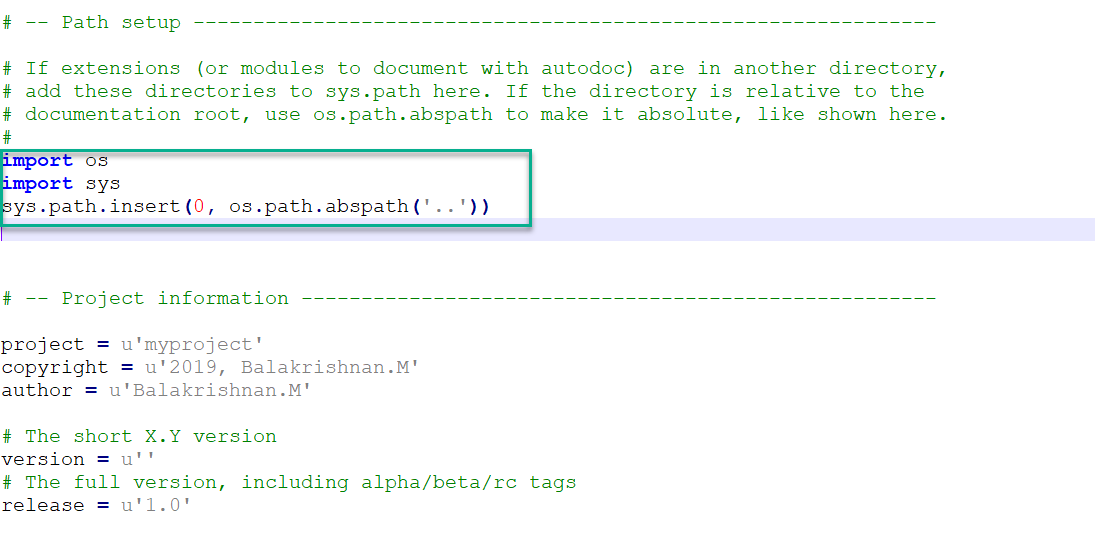 # -- Path setup --------------------------------------------------------------
# If extensions (or modules to document with autodoc) are in another directory,
# add these directories to sys.path here. If the directory is relative to the
# documentation root, use os.path.abspath to make it absolute, like shown here.
#
import os
import sys
sys.path.insert(0, os.path.abspath('..'))
# -- Project information -----------------------------------------------------
project = u'myproject'
copyright = u'2019, Balakrishnan.M'
author = u'Balakrishnan.M'
# The short X.Y version
version = u''
# The full version, including alpha/beta/rc tags
release = u'1.0'